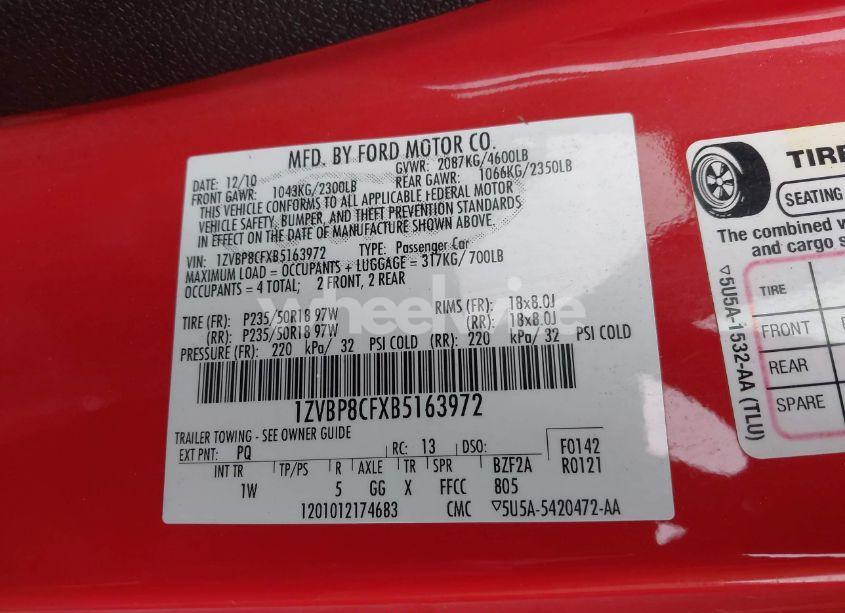 MFD. BY FORD MOTOR CO.
DATE: 12/10 GVWR: 2087KG/4600LB
FRONT GAWR: 1043KG/2300LB REAR GAWR: 1066KG/2350LB
THIS VEHICLE CONFORMS TO ALL APPLICABLE FEDERAL MOTOR
VEHICLE SAFETY, BUMPER, AND THEFT PREVENTION STANDARDS
IN EFFECT ON THE DATE OF MANUFACTURE SHOWN ABOVE.
VIN: 1ZVBP8CFXB5163972 TYPE: Passenger Car
MAXIMUM LOAD = OCCUPANTS + LUGGAGE = 317KG/700LB
OCCUPANTS = 4 TOTAL; 2 FRONT, 2 REAR
wheelwise
TIRE (FR): P235/50R18 97W RIMS (FR): 18x8.0J
(RR): P235/50R18 97W (RR): 18x8.0J
PRESSURE (FR): 220 kPa/ 32 PSI COLD (RR): 220 kPa/ 32 PSI COLD
1ZVBP8CFXB5163972
TRAILER TOWING - SEE OWNER GUIDE
EXT PNT: PQ RC: 13 DSO: F0142
INT TR TP/PS R AXLE TR SPR BZF2A R0121
1W 5 GG X FFCC 805
1201012174683 CMC ▽5U5A-5420472-AA
TIRE
SEATING
The combined
and cargo
▽5U5A-1532-AA (TLU)
TIRE
FRONT
REAR
SPARE